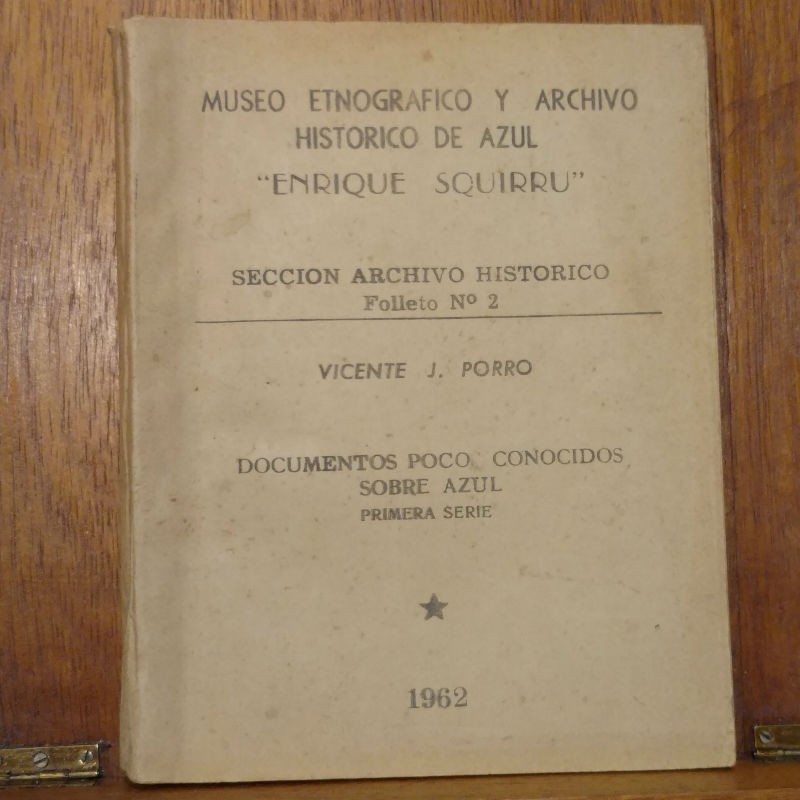 MUSEO ETNOGRAFICO Y ARCHIVO
HISTORICO DE AZUL
"ENRIQUE SQUIRRU"
SECCION ARCHIVO HISTORICO
Folleto Nº 2
VICENTE J. PORRO
DOCUMENTOS POCO CONOCIDOS
SOBRE AZUL
PRIMERA SERIE
1962